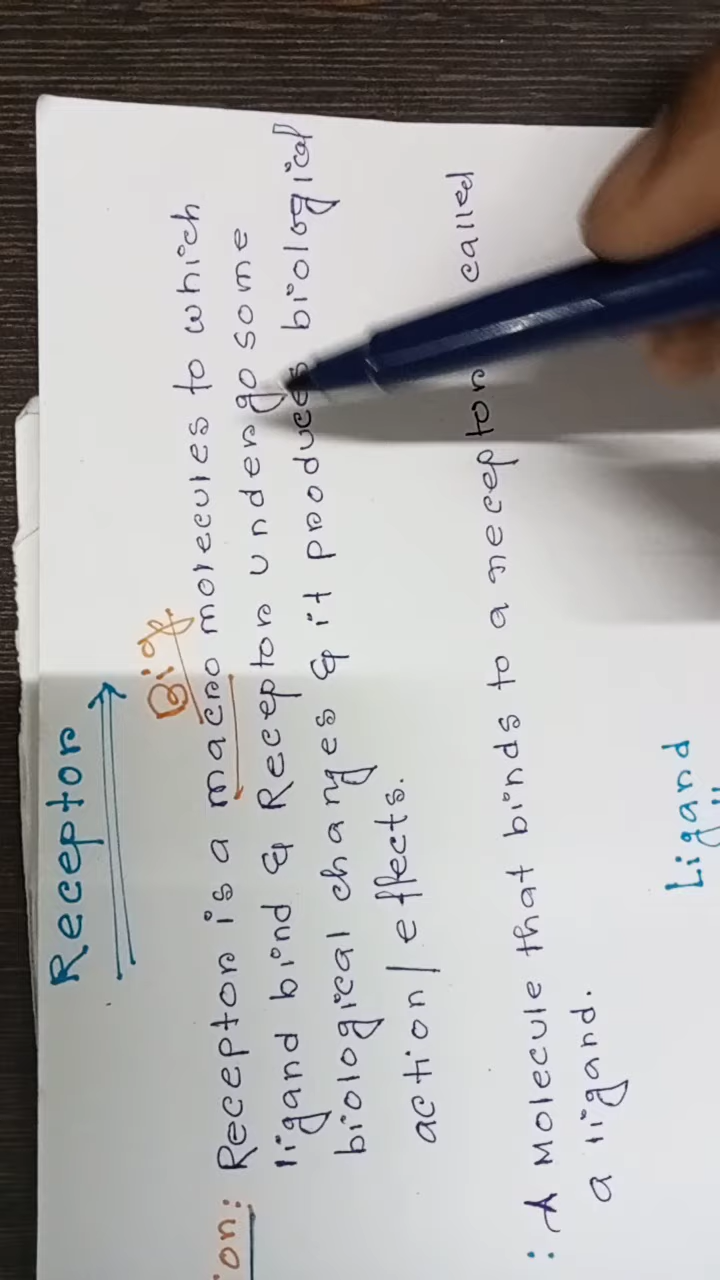 Receptor
Big
ion: Receptor is a macro molecules to which
ligand bind & Receptor undergo some
biological changes & it produces biological
action/effects.
: A molecule that binds to a receptor called
a ligand.
Ligand